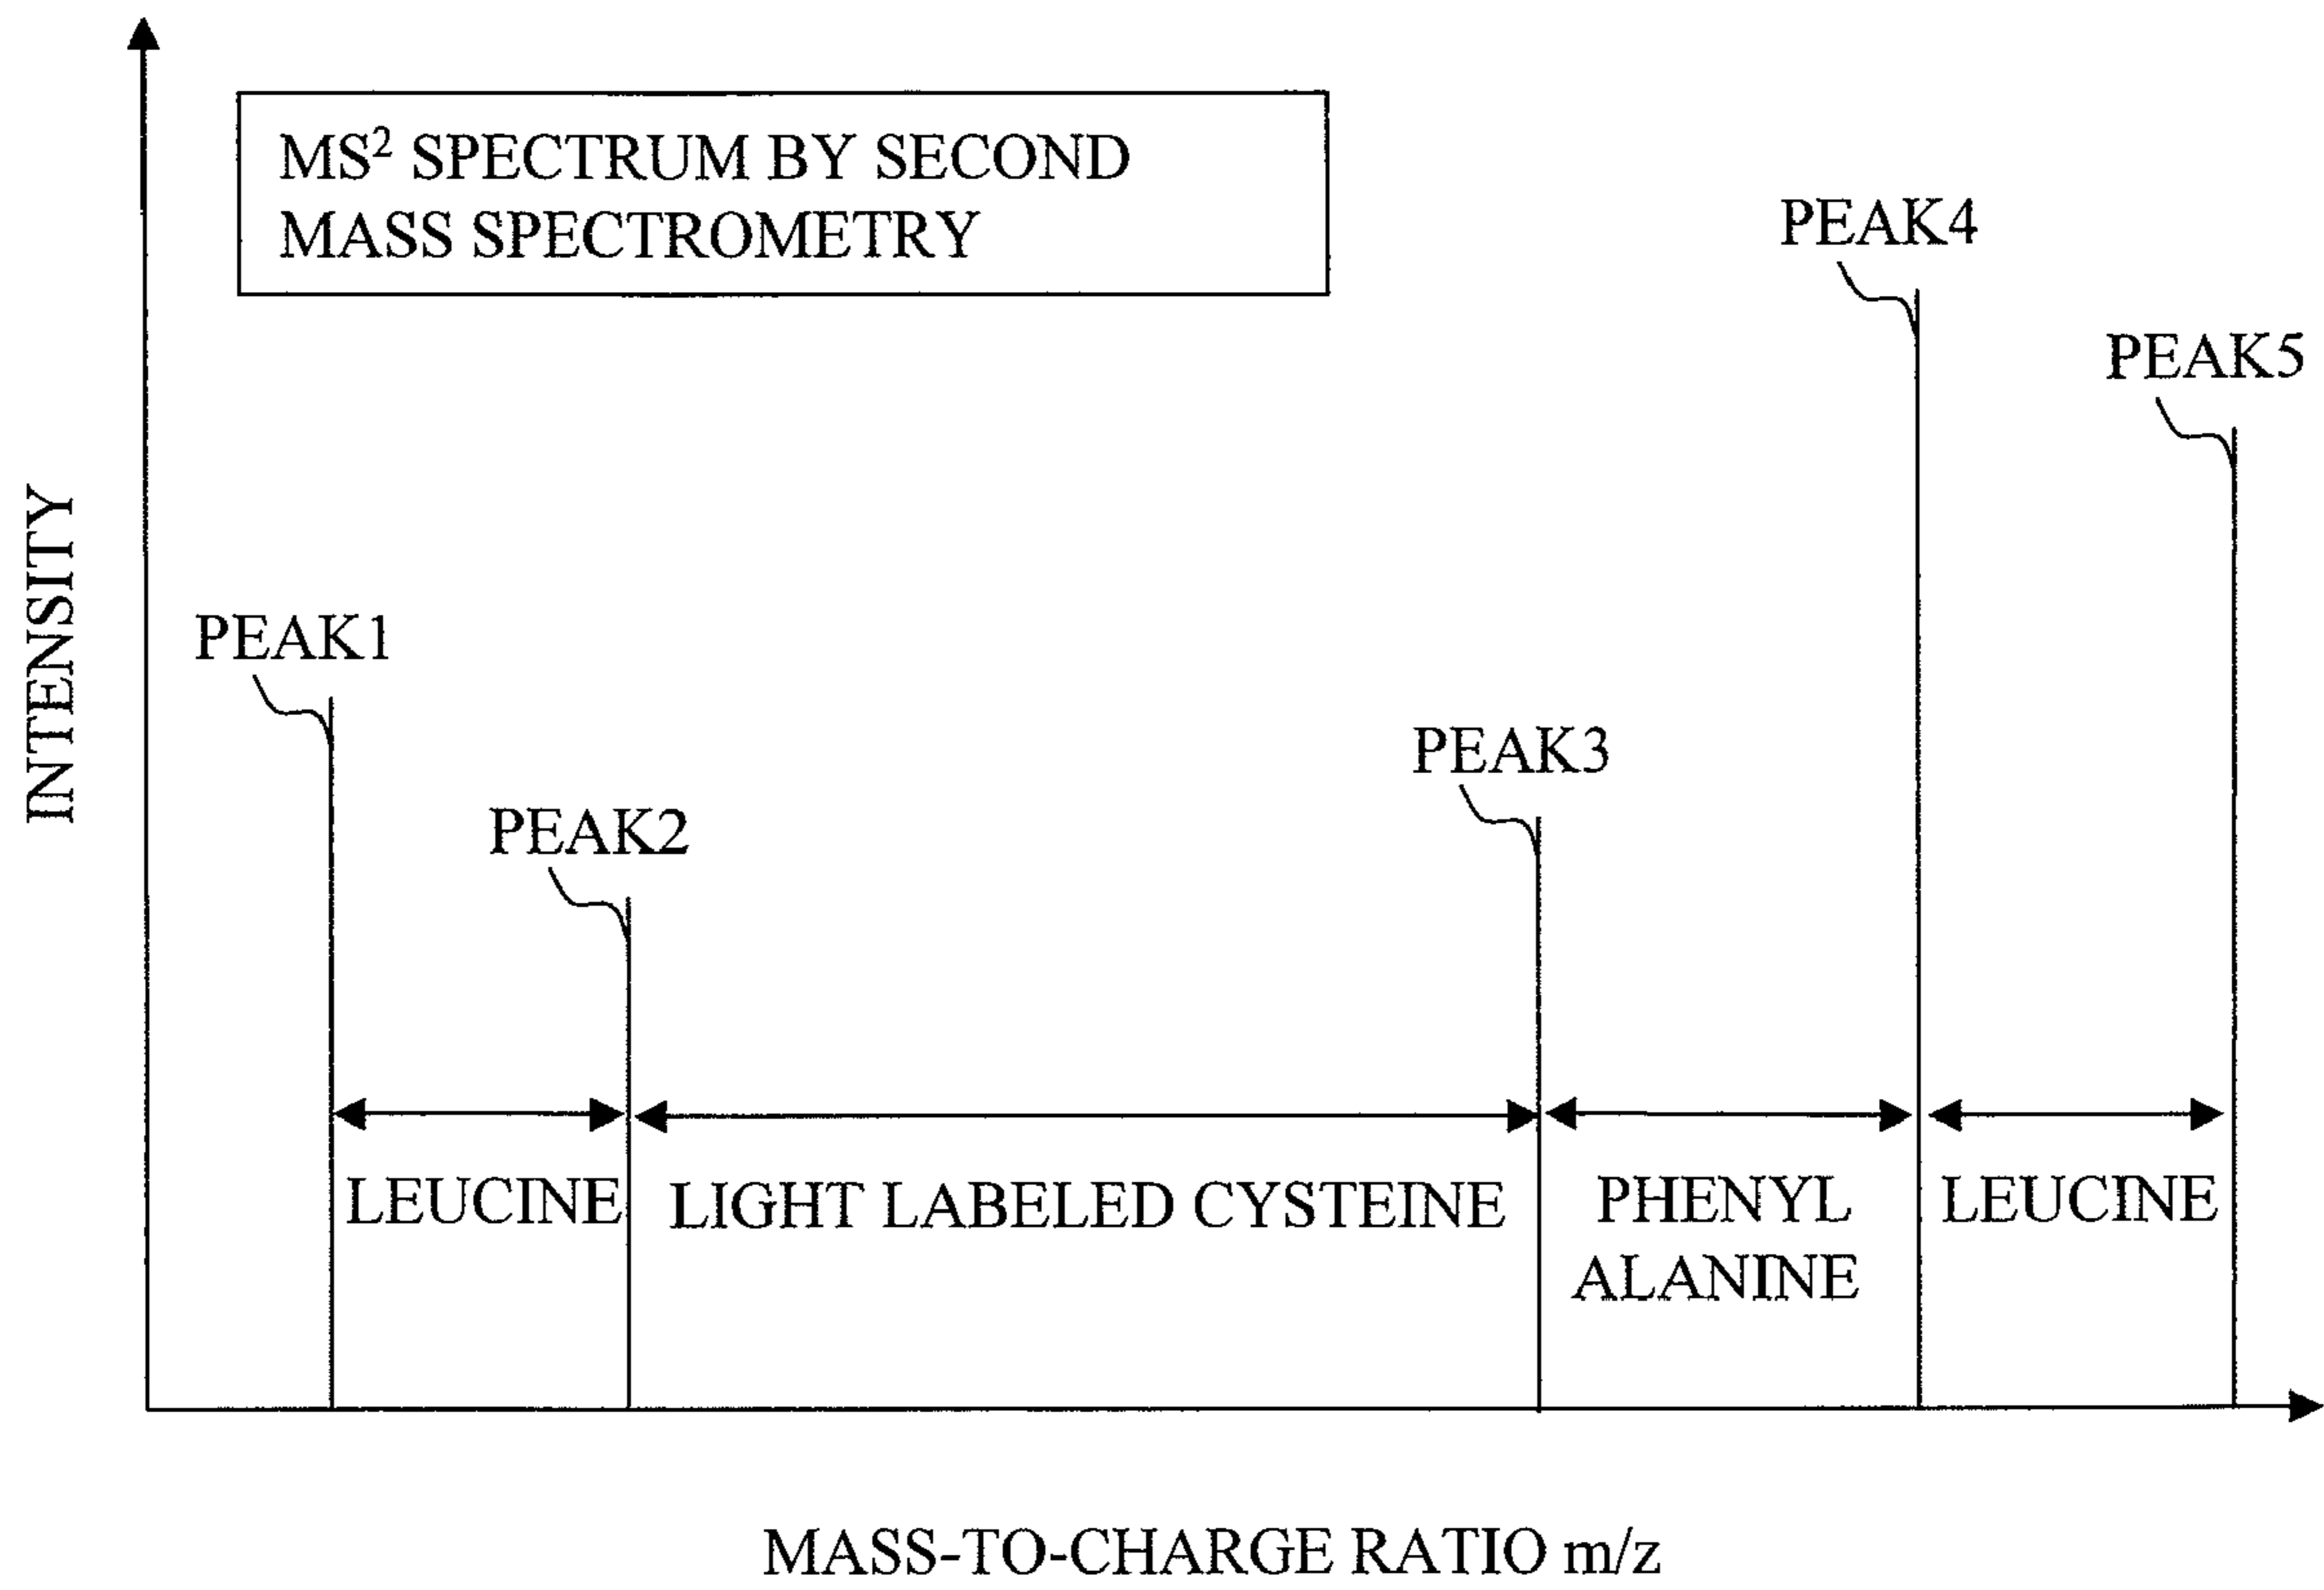 MS² SPECTRUM BY SECOND
MASS SPECTROMETRY
PEAK4
PEAK5
PEAK1
PEAK3
PEAK2
INTENSITY
LEUCINE
LIGHT LABELED CYSTEINE
PHENYL
ALANINE
LEUCINE
MASS-TO-CHARGE RATIO m/z